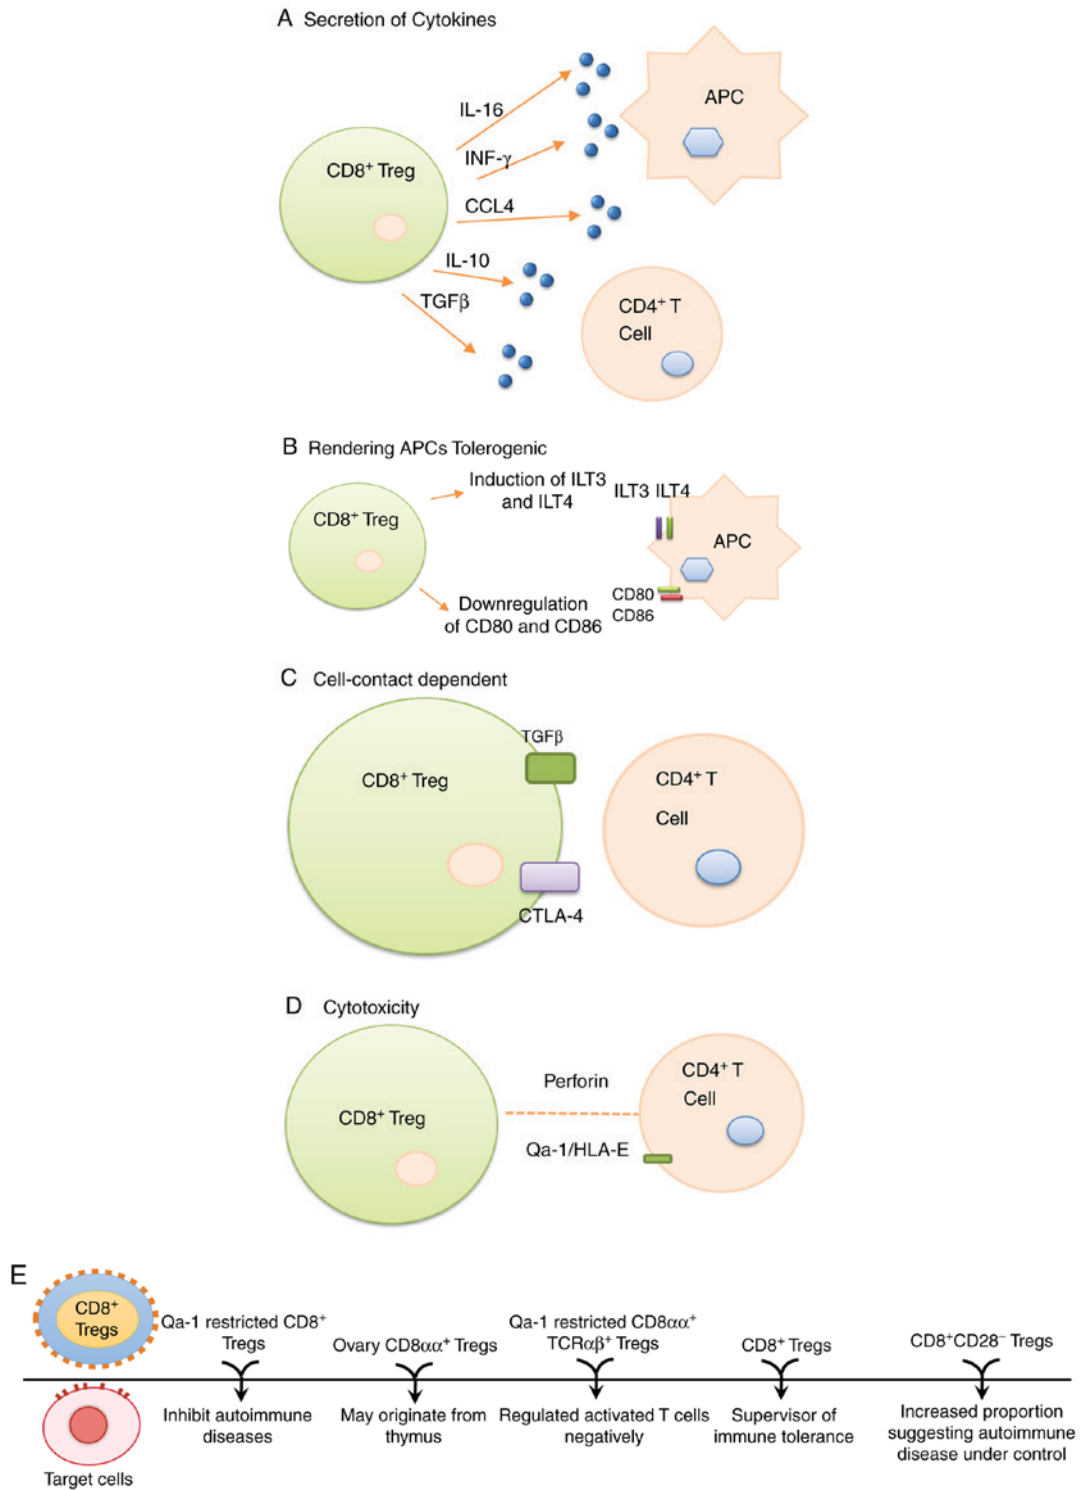 A Secretion of Cytokines
IL-16
APC
INF-γ
CD8⁺ Treg
CCL4
IL-10
TGFβ
CD4⁺ T
Cell
B Rendering APCs Tolerogenic
Induction of ILT3
and ILT4
ILT3 ILT4
CD8⁺ Treg
APC
CD80
CD86
Downregulation
of CD80 and CD86
C Cell-contact dependent
TGFβ
CD8⁺ Treg
CD4⁺ T
Cell
CTLA-4
D Cytotoxicity
Perforin
CD4⁺ T
Cell
CD8⁺ Treg
Qa-1/HLA-E
E
CD8⁺
Tregs
Qa-1 restricted CD8⁺
Tregs
Ovary CD8αα⁺ Tregs
Qa-1 restricted CD8αα⁺
TCRαβ⁺ Tregs
CD8⁺ Tregs
CD8⁺CD28⁻ Tregs
Target cells
Inhibit autoimmune
diseases
May originate from
thymus
Regulated activated T cells
negatively
Supervisor of
immune tolerance
Increased proportion
suggesting autoimmune
disease under control